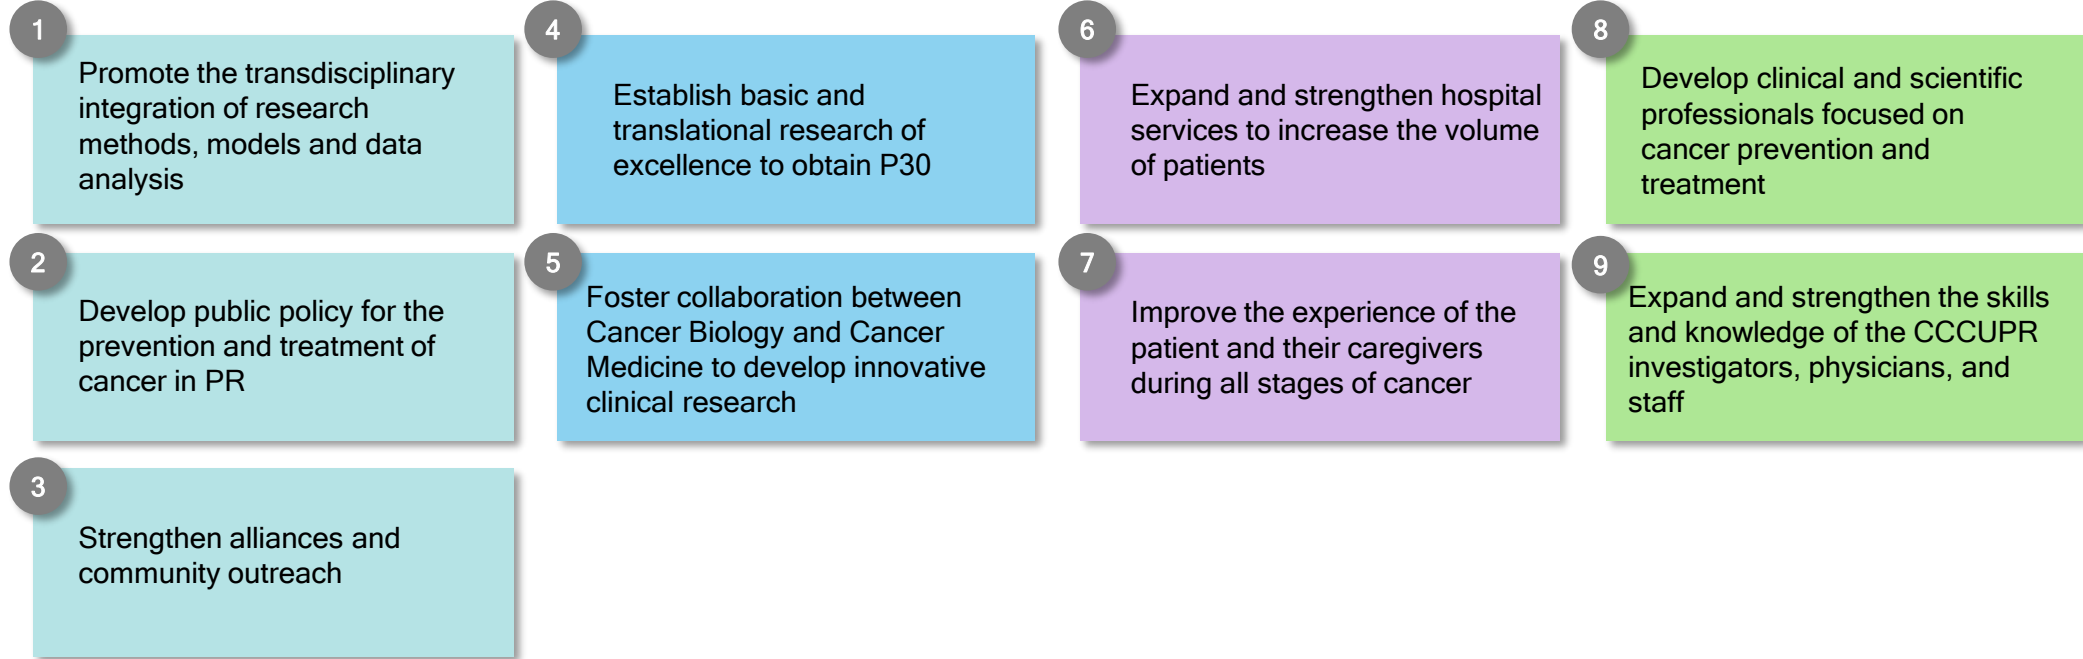 1
Promote the transdisciplinary
integration of research
methods, models and data
analysis
2
Develop public policy for the
prevention and treatment of
cancer in PR
3
Strengthen alliances and
community outreach
4
Establish basic and
translational research of
excellence to obtain P30
5
Foster collaboration between
Cancer Biology and Cancer
Medicine to develop innovative
clinical research
6
Expand and strengthen hospital
services to increase the volume
of patients
7
Improve the experience of the
patient and their caregivers
during all stages of cancer
8
Develop clinical and scientific
professionals focused on
cancer prevention and
treatment
9
Expand and strengthen the skills
and knowledge of the CCCUPR
investigators, physicians, and
staff